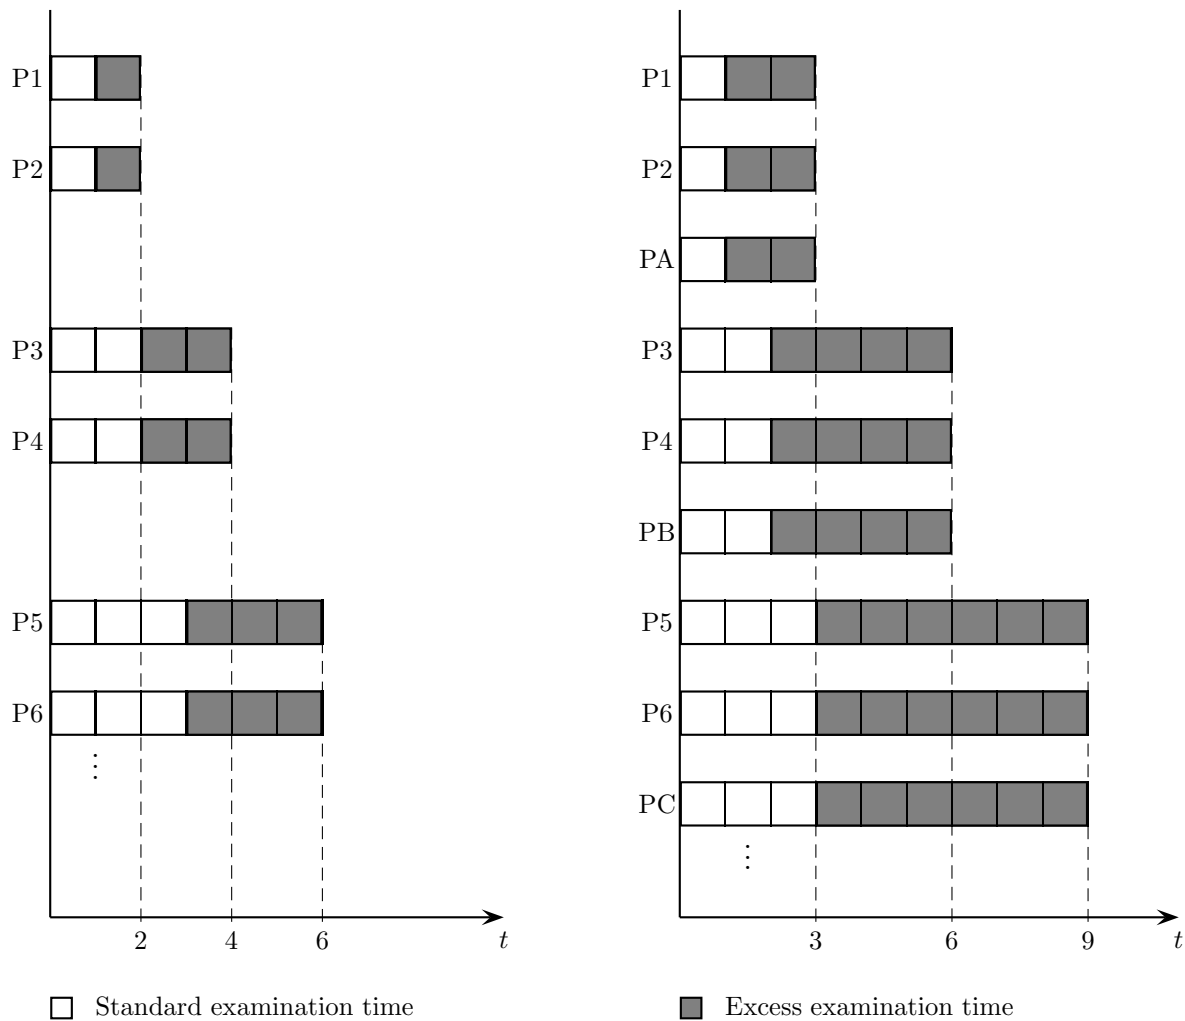 P1
P2
P3
P4
P5
P6
⋮
2 4 6 t
P1
P2
PA
P3
P4
PB
P5
P6
PC
⋮
3 6 9 t
Standard examination time
Excess examination time